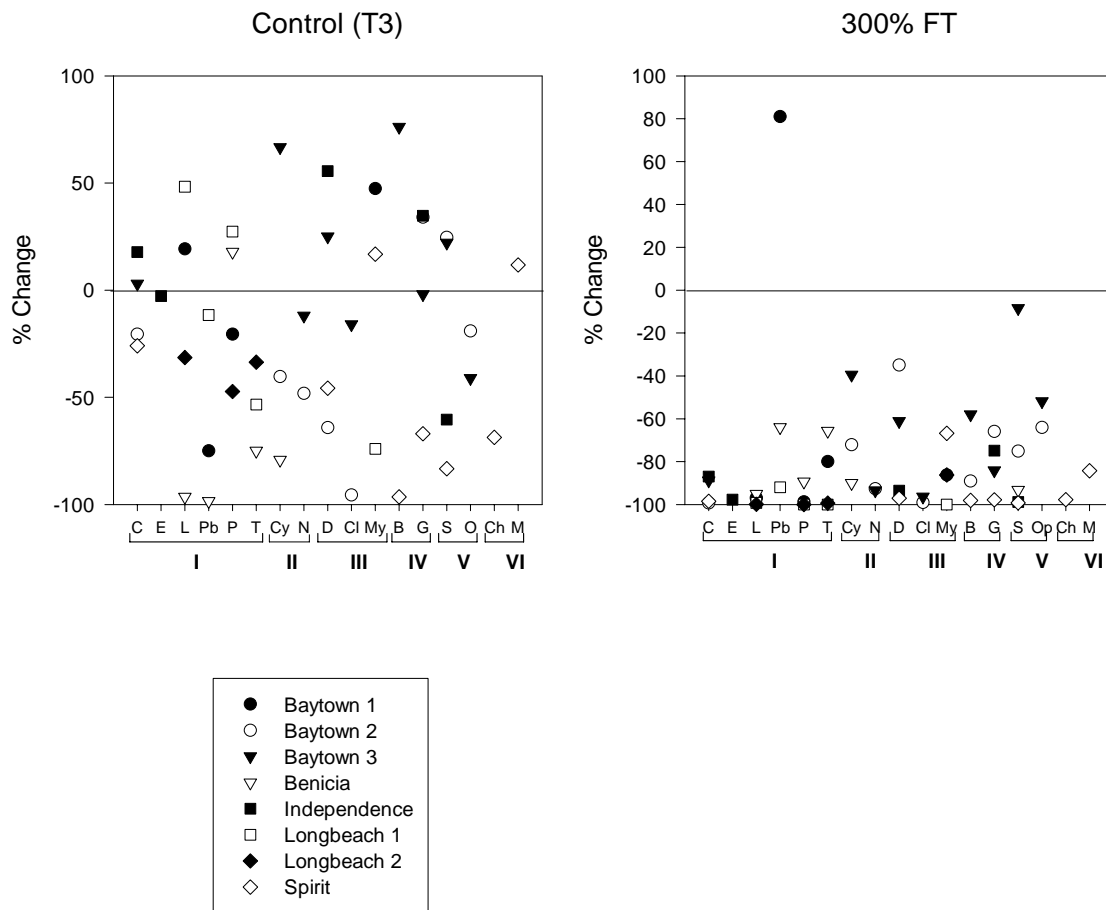 Control (T3)
% Change
100
50
0
-50
-100
C E L Pb P T Cy N D Cl My B G S O Ch M
I II III IV V VI
300% FT
% Change
100
80
60
40
20
0
-20
-40
-60
-80
-100
C E L Pb P T Cy N D Cl My B G S Op Ch M
I II III IV V VI
Baytown 1
Baytown 2
Baytown 3
Benicia
Independence
Longbeach 1
Longbeach 2
Spirit